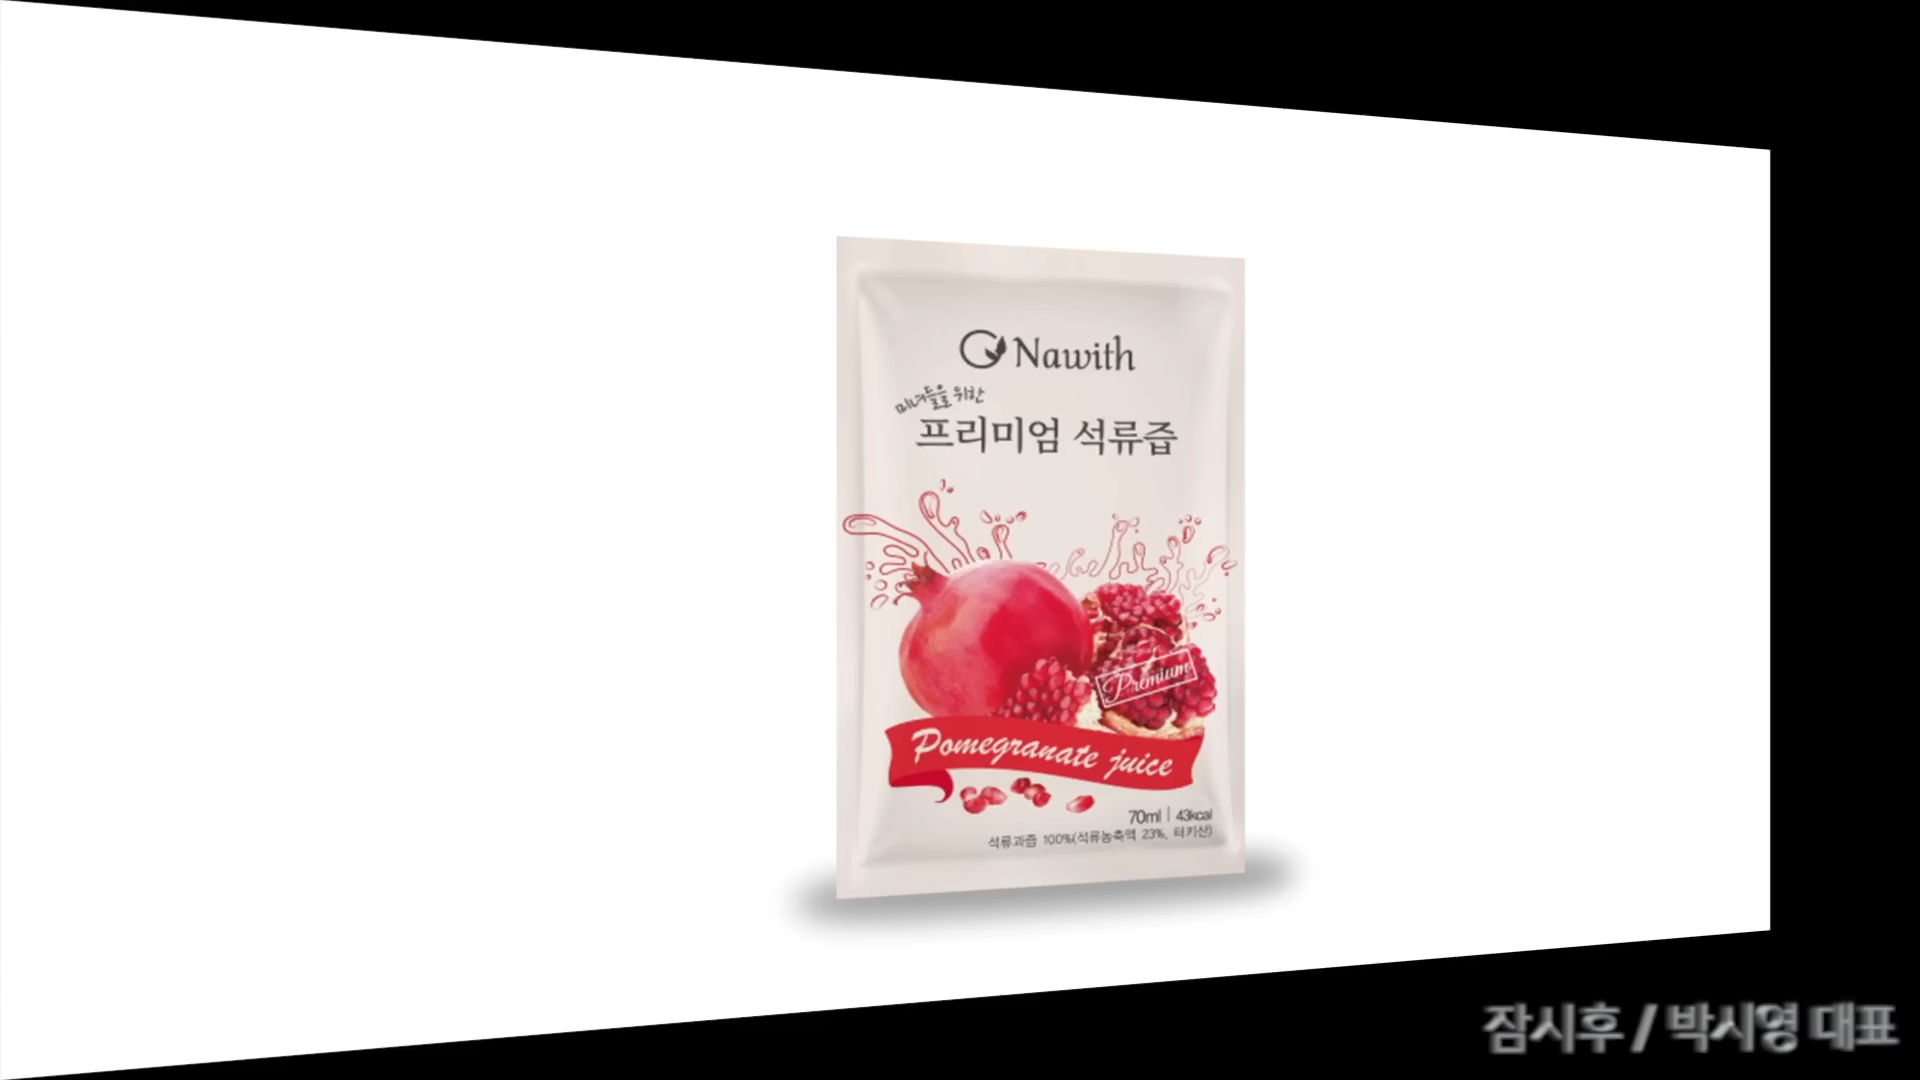 Nawith
미녀들을 위한
프리미엄 석류즙
Premium
Pomegranate juice
70ml | 43kcal
석류과즙 100%(석류농축액 23%, 터키산)
잠시후 / 박시영 대표